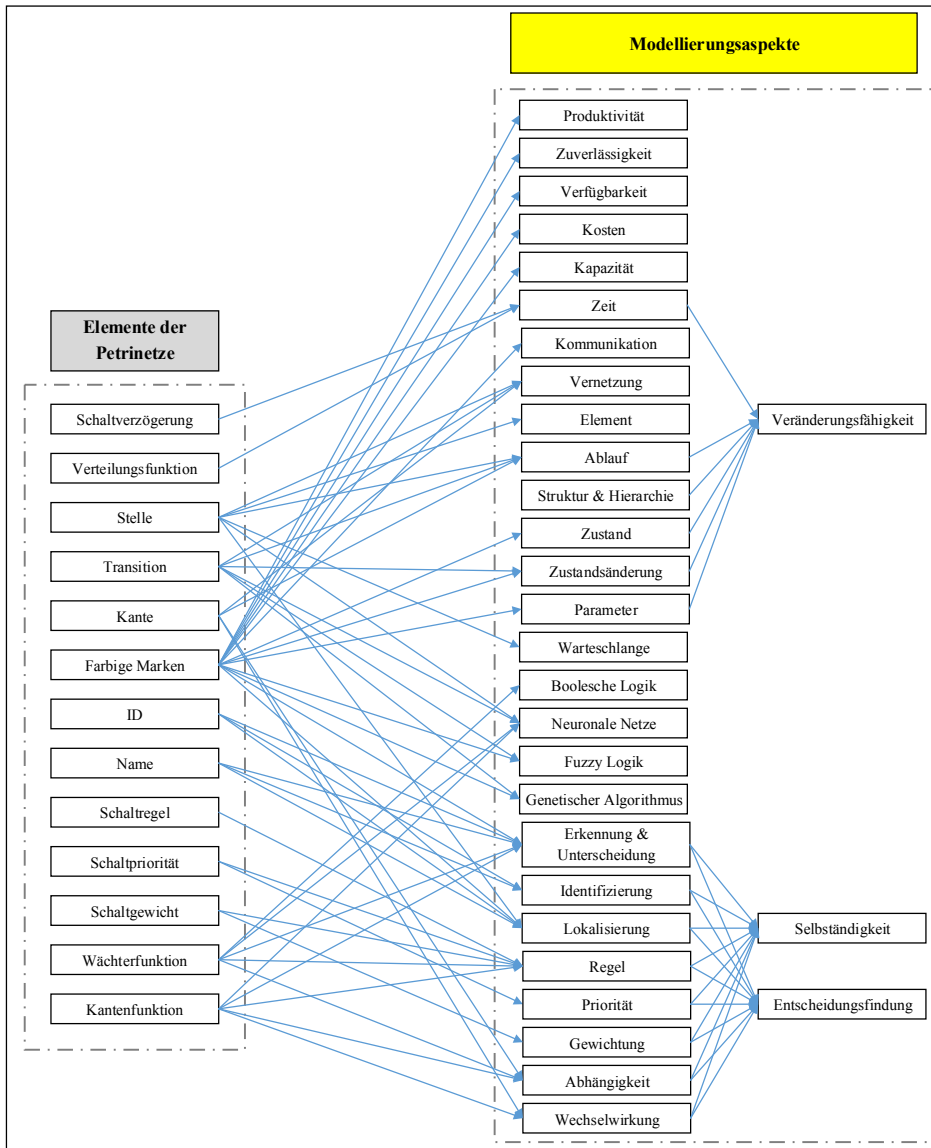 Modellierungsaspekte
Elemente der
Petrinetze
Schaltverzögerung
Verteilungsfunktion
Stelle
Transition
Kante
Farbige Marken
ID
Name
Schaltregel
Schaltpriorität
Schaltgewicht
Wächterfunktion
Kantenfunktion
Produktivität
Zuverlässigkeit
Verfügbarkeit
Kosten
Kapazität
Zeit
Kommunikation
Vernetzung
Element
Ablauf
Struktur & Hierarchie
Zustand
Zustandsänderung
Parameter
Warteschlange
Boolesche Logik
Neuronale Netze
Fuzzy Logik
Genetischer Algorithmus
Erkennung &
Unterscheidung
Identifizierung
Lokalisierung
Regel
Priorität
Gewichtung
Abhängigkeit
Wechselwirkung
Veränderungsfähigkeit
Selbständigkeit
Entscheidungsfindung